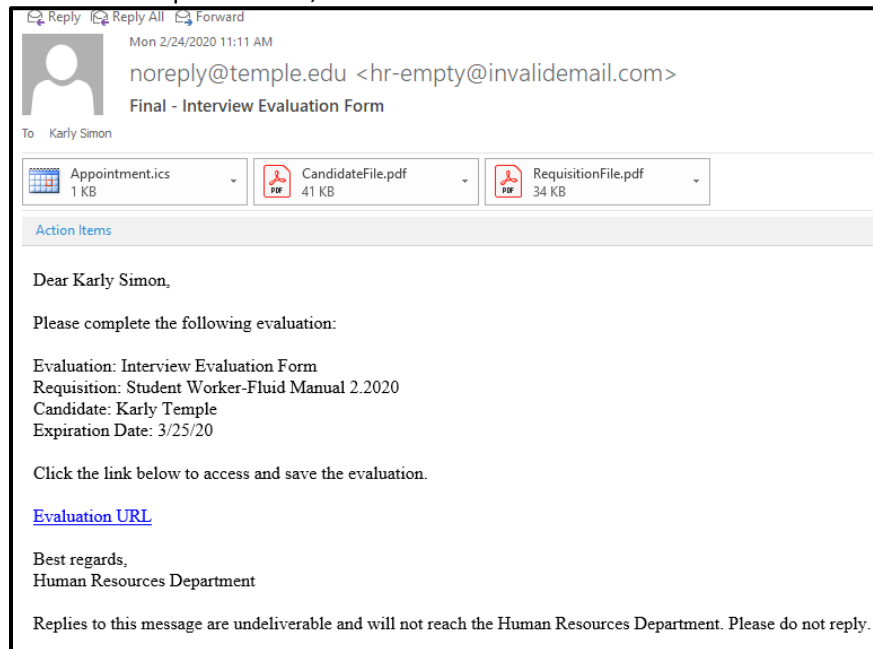 Reply Reply All Forward
Mon 2/24/2020 11:11 AM
noreply@temple.edu <hr-empty@invalidemail.com>
Final - Interview Evaluation Form
To Karly Simon
Appointment.ics
1 KB
CandidateFile.pdf
41 KB
RequisitionFile.pdf
34 KB
PDF
PDF
Action Items
Dear Karly Simon,
Please complete the following evaluation:
Evaluation: Interview Evaluation Form
Requisition: Student Worker-Fluid Manual 2.2020
Candidate: Karly Temple
Expiration Date: 3/25/20
Click the link below to access and save the evaluation.
Evaluation URL
Best regards,
Human Resources Department
Replies to this message are undeliverable and will not reach the Human Resources Department. Please do not reply.